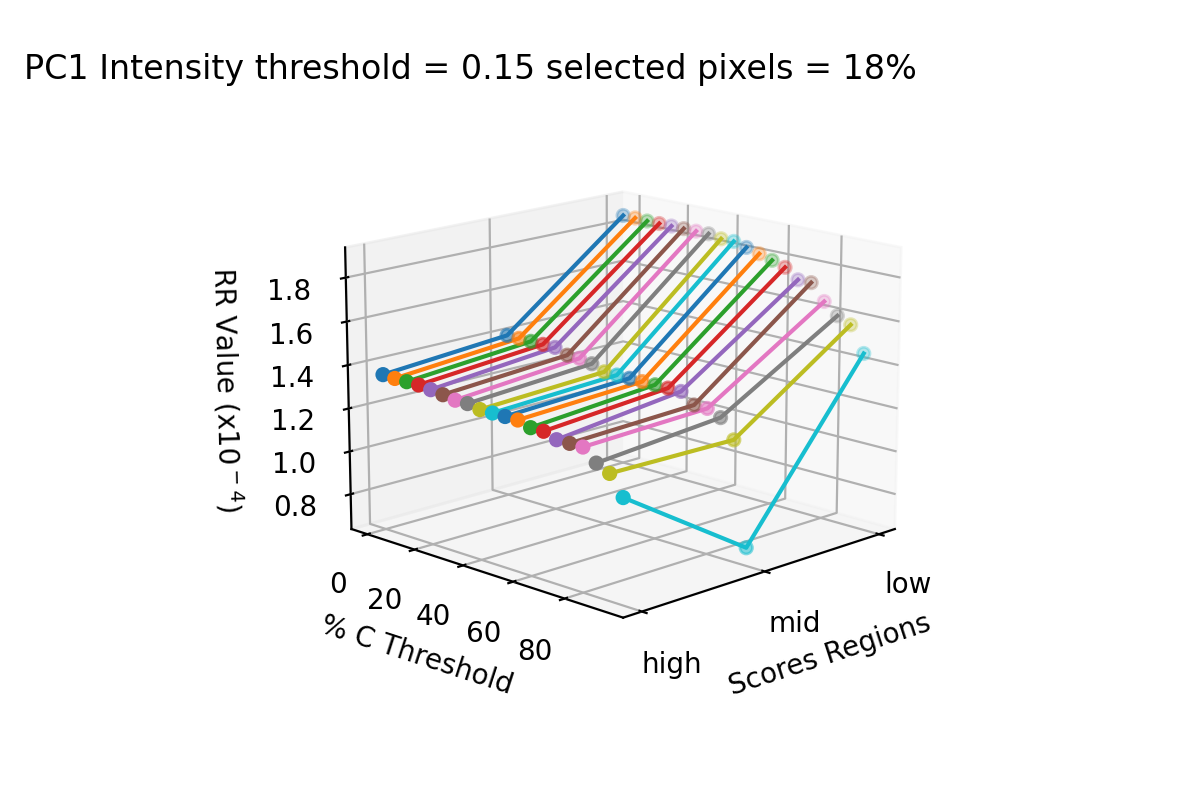 PC1 Intensity threshold = 0.15 selected pixels = 18%
RR Value (x10⁻⁴)
1.8
1.6
1.4
1.2
1.0
0.8
0
20
40
60
80
% C Threshold
high
mid
low
Scores Regions